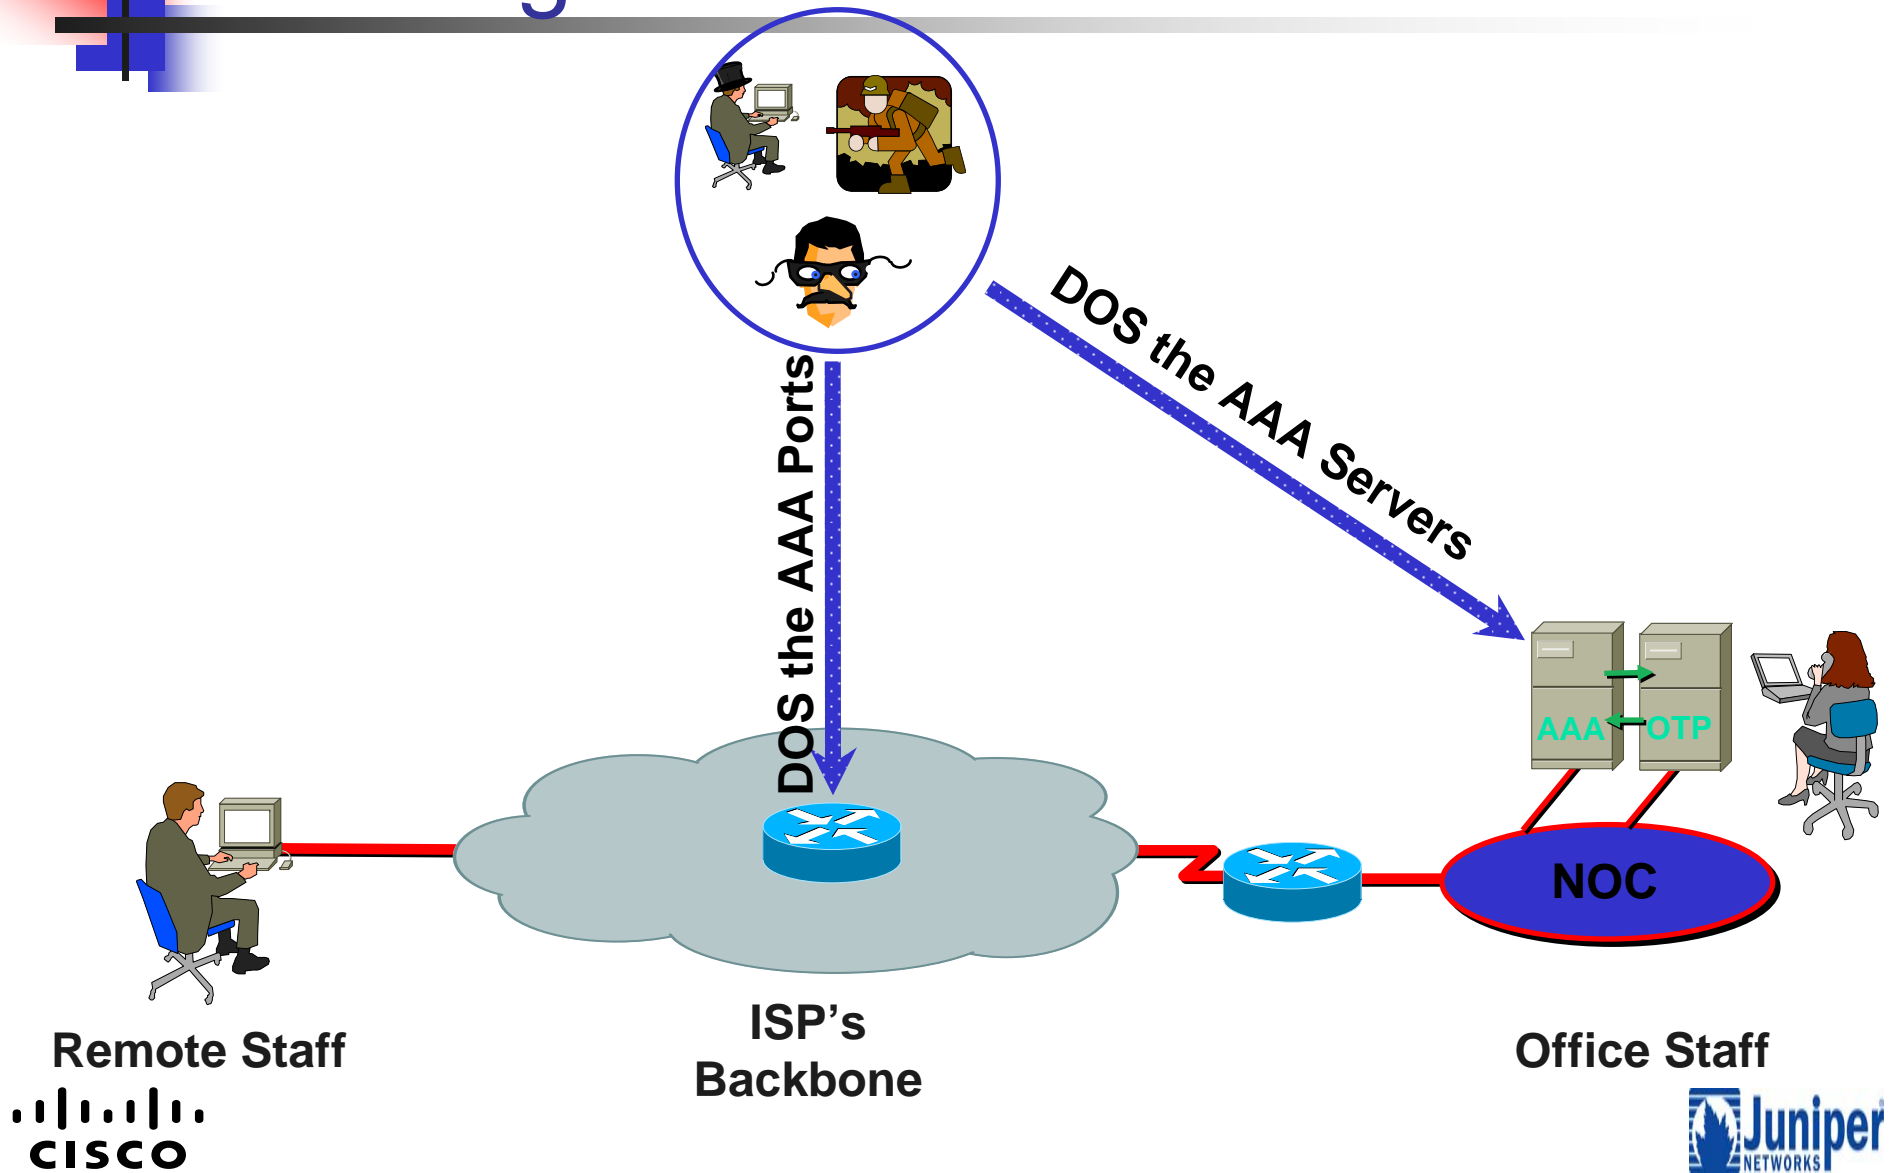 DOS the AAA Ports
DOS the AAA Servers
AAA
OTP
NOC
Remote Staff
ISP’s
Backbone
Office Staff
CISCO
Juniper
NETWORKS